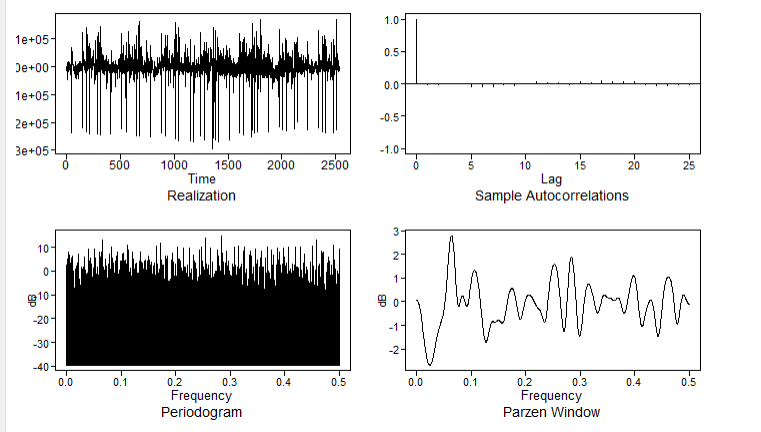 1e+05
0e+00
1e+05
2e+05
3e+05
0 500 1000 1500 2000 2500
Time
Realization
1.0
0.5
0.0
-0.5
-1.0
0 5 10 15 20 25
Lag
Sample Autocorrelations
10
0
-10
-20
-30
-40
dB
0.0 0.1 0.2 0.3 0.4 0.5
Frequency
Periodogram
3
2
1
0
-1
-2
dB
0.0 0.1 0.2 0.3 0.4 0.5
Frequency
Parzen Window